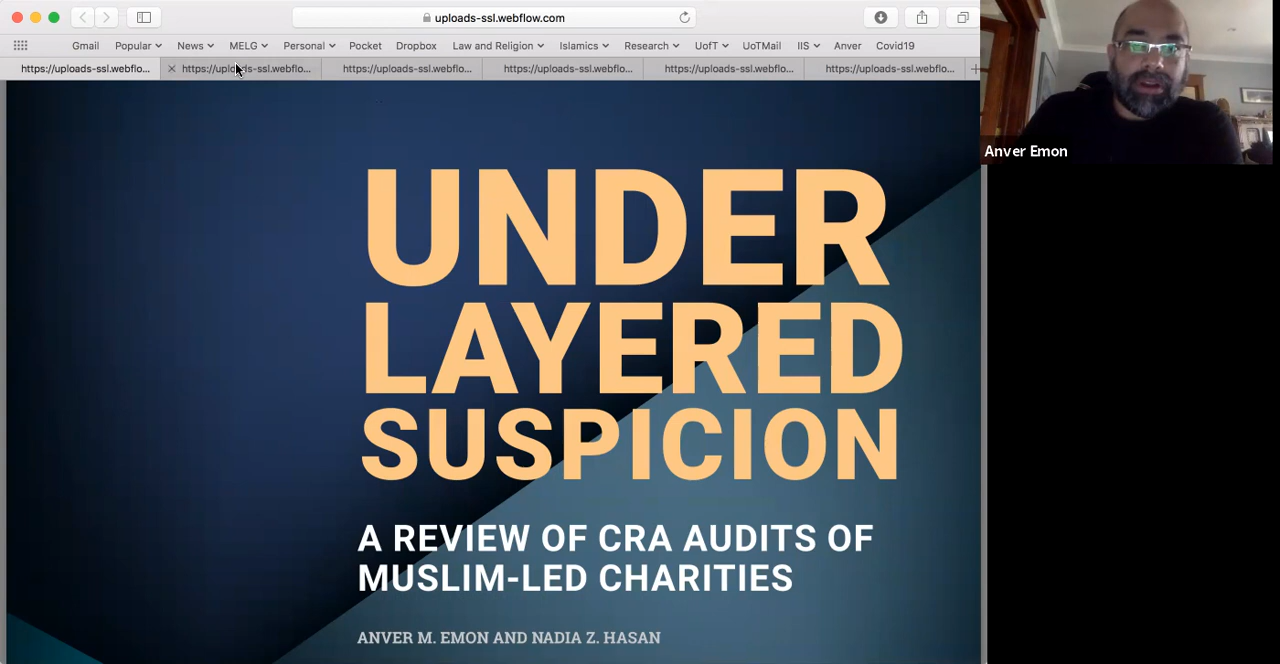 uploads-ssl.webflow.com
Gmail Popular News MELG Personal Pocket Dropbox Law and Religion Islamics Research UofT UoTMail IIS Anver Covid19
https://uploads-ssl.webflo... https://uploads-ssl.webflo... https://uploads-ssl.webflo... https://uploads-ssl.webflo... https://uploads-ssl.webflo... https://uploads-ssl.webflo...
Anver Emon
UNDER
LAYERED
SUSPICION
A REVIEW OF CRA AUDITS OF
MUSLIM-LED CHARITIES
ANVER M. EMON AND NADIA Z. HASAN